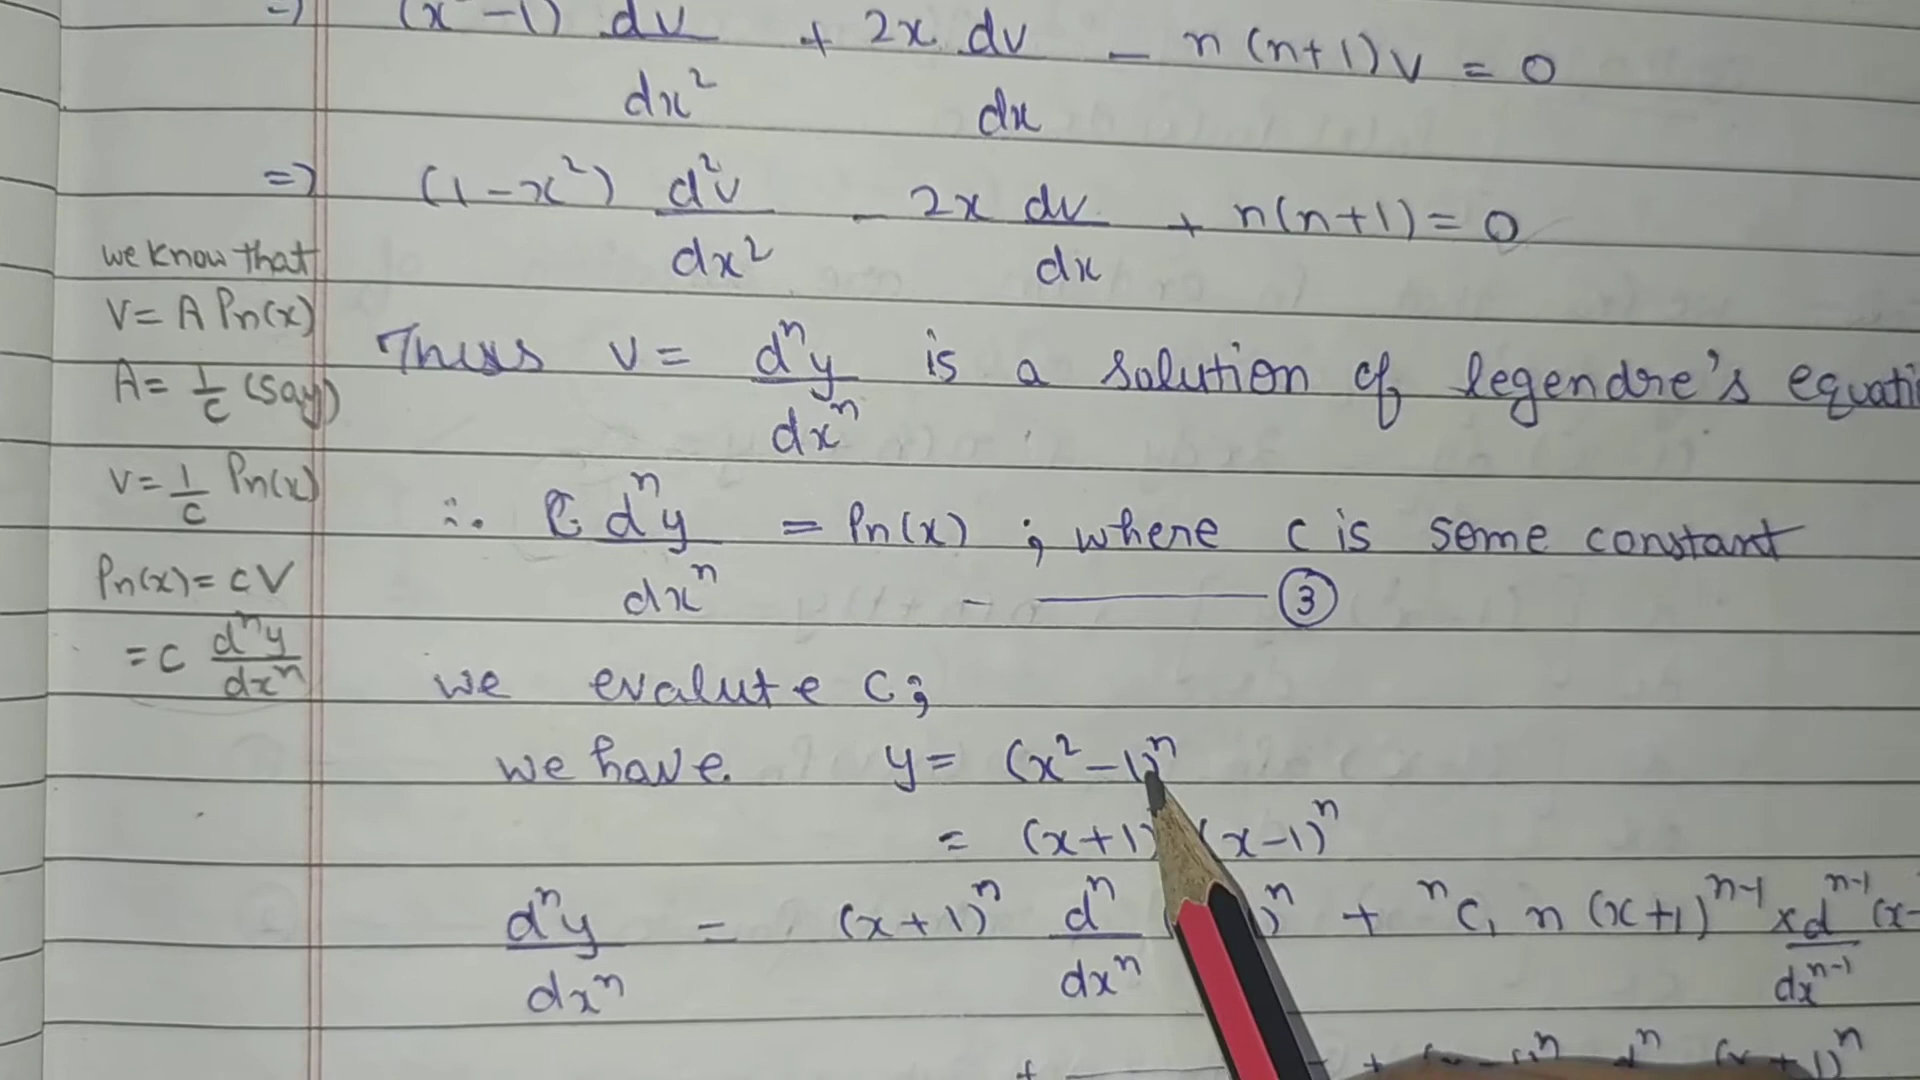 => (x²-1) d²v/dx² + 2x dv/dx - n(n+1)v = 0
=> (1-x²) d²v/dx² - 2x dv/dx + n(n+1) = 0
we know that
v = A Pn(x)
A = 1/c (say)
v = 1/c Pn(x)
Pn(x) = cV
= c dⁿy/dxⁿ
Thus v = dⁿy/dxⁿ is a solution of legendre's
∴ C dⁿy/dxⁿ = Pn(x) ; where c is some constant
- ——— ③
we evalute c;
we have. y = (x²-1)ⁿ
= (x+1) (x-1)ⁿ
dⁿy/dxⁿ = (x+1)ⁿ dⁿ/dxⁿ )ⁿ + ⁿC₁ n (x+1)ⁿ⁻¹ × dⁿ⁻¹/dxⁿ⁻¹ (x-